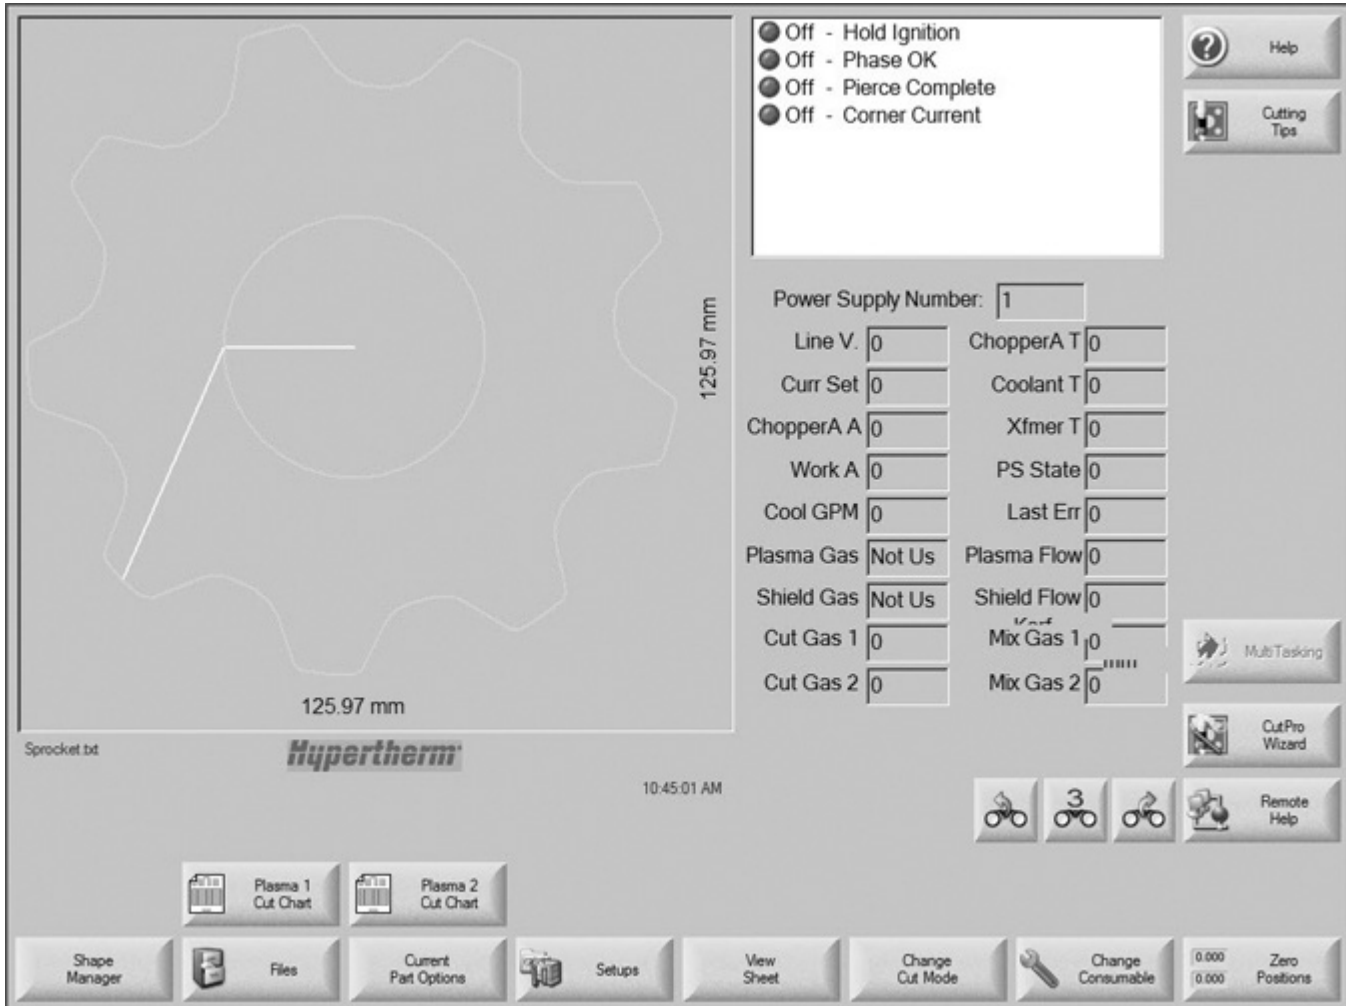 Off - Hold Ignition
Off - Phase OK
Off - Pierce Complete
Off - Corner Current
Help
Cutting
Tips
125.97 mm
125.97 mm
Power Supply Number: 1
Line V. 0 ChopperA T 0
Curr Set 0 Coolant T 0
ChopperA A 0 Xfmer T 0
Work A 0 PS State 0
Cool GPM 0 Last Err 0
Plasma Gas Not Us Plasma Flow 0
Shield Gas Not Us Shield Flow 0
Cut Gas 1 0 Mix Gas 1 0
Cut Gas 2 0 Mix Gas 2 0
MultiTasking
CutPro
Wizard
Sprocket.txt
Hypertherm
10:45:01 AM
3
Remote
Help
Plasma 1
Cut Chart
Plasma 2
Cut Chart
Shape
Manager
Files
Current
Part Options
Setups
View
Sheet
Change
Cut Mode
Change
Consumable
0.000
0.000
Zero
Positions